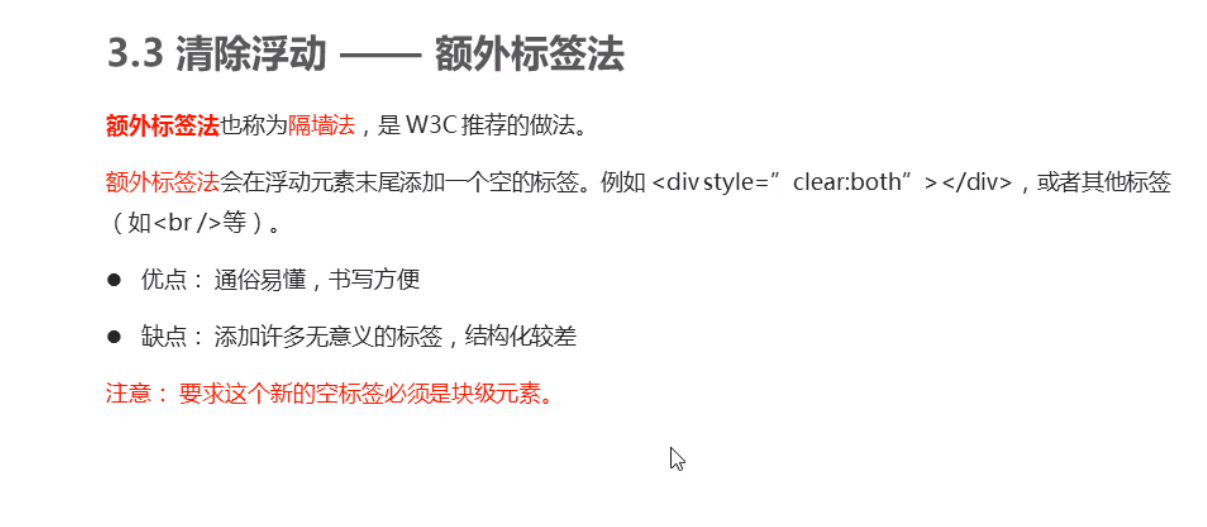 3.3 清除浮动 —— 额外标签法
额外标签法也称为隔墙法，是 W3C 推荐的做法。
额外标签法会在浮动元素末尾添加一个空的标签。例如 <div style=”clear:both”></div>，或者其他标签
（如<br />等）。
● 优点： 通俗易懂，书写方便
● 缺点： 添加许多无意义的标签，结构化较差
注意： 要求这个新的空标签必须是块级元素。